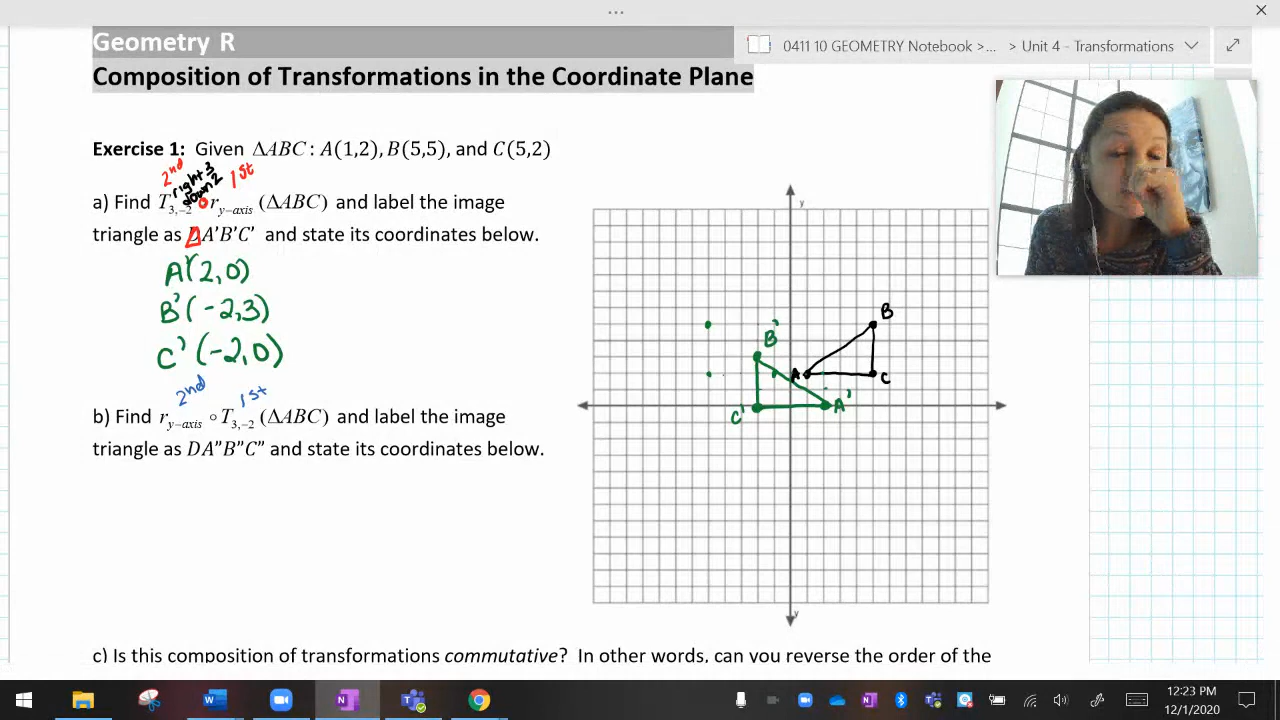 ...
Geometry R
0411 10 GEOMETRY Notebook >... > Unit 4 - Transformations
Composition of Transformations in the Coordinate Plane
Exercise 1: Given ΔABC : A(1,2), B(5,5), and C(5,2)
2nd right 3 down 2 1st
a) Find T3,−2 ∘ ry−axis (ΔABC) and label the image
triangle as ΔA'B'C' and state its coordinates below.
A'(2,0)
B'(-2,3)
C'(-2,0)
2nd 1st
b) Find ry−axis ∘ T3,−2 (ΔABC) and label the image
triangle as DA"B"C" and state its coordinates below.
y
B
B'
A
C
C'
A'
y
c) Is this composition of transformations commutative? In other words, can you reverse the order of the
12:23 PM
12/1/2020